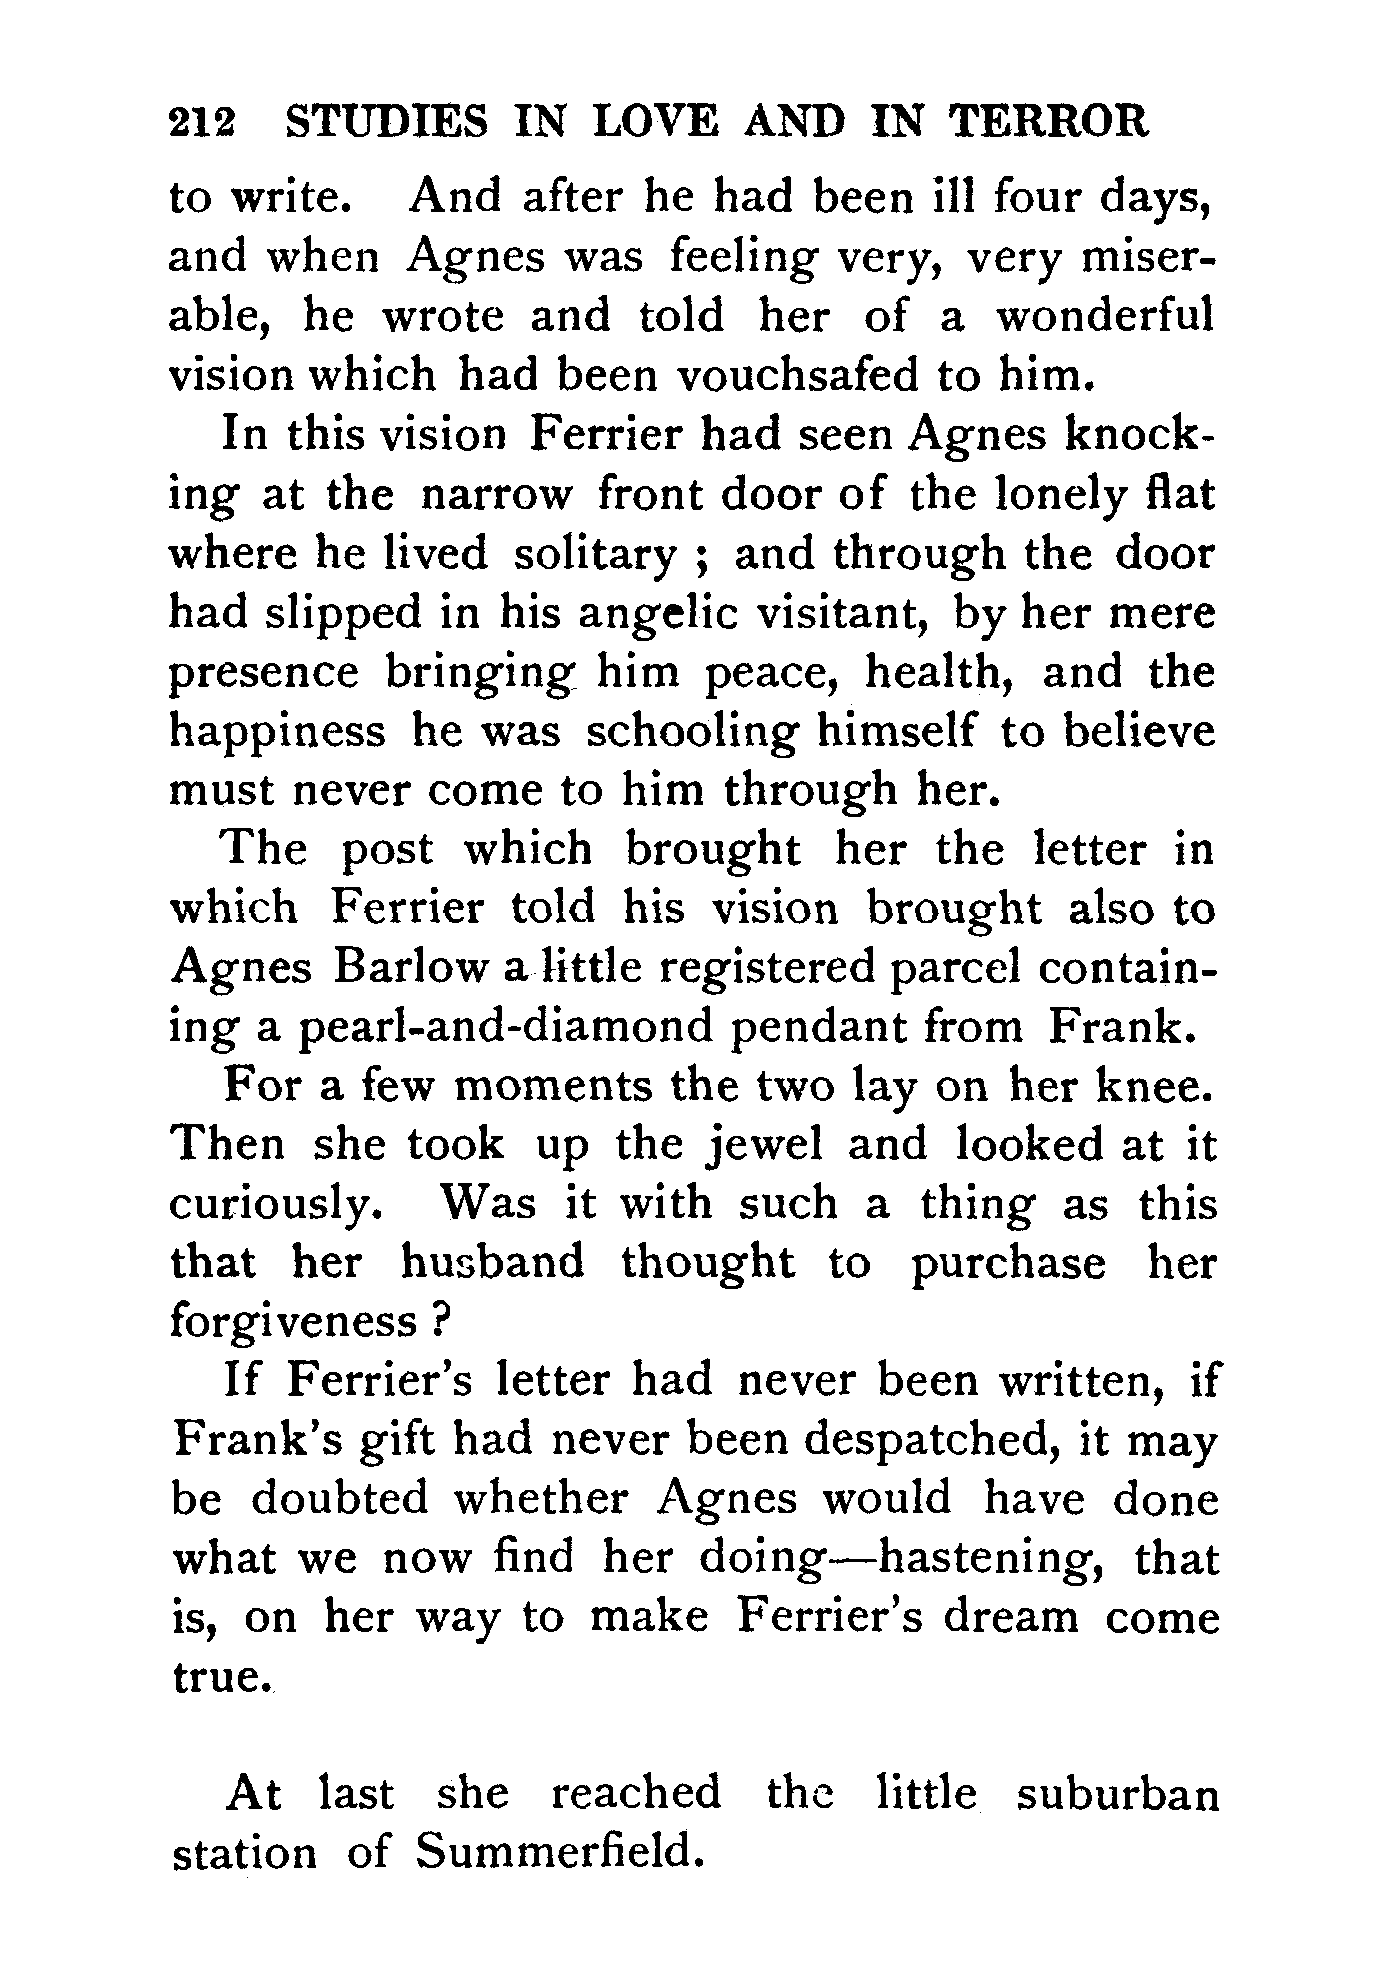 212 STUDIES IN LOVE AND IN TERROR
to write. And after he had been ill four days,
and when Agnes was feeling very, very miser-
able, he wrote and told her of a wonderful
vision which had been vouchsafed to him.
In this vision Ferrier had seen Agnes knock-
ing at the narrow front door of the lonely flat
where he lived solitary ; and through the door
had slipped in his angelic visitant, by her mere
presence bringing him peace, health, and the
happiness he was schooling himself to believe
must never come to him through her.
The post which brought her the letter in
which Ferrier told his vision brought also to
Agnes Barlow a little registered parcel contain-
ing a pearl-and-diamond pendant from Frank.
For a few moments the two lay on her knee.
Then she took up the jewel and looked at it
curiously. Was it with such a thing as this
that her husband thought to purchase her
forgiveness ?
If Ferrier's letter had never been written, if
Frank's gift had never been despatched, it may
be doubted whether Agnes would have done
what we now find her doing—hastening, that
is, on her way to make Ferrier's dream come
true.
At last she reached the little suburban
station of Summerfield.